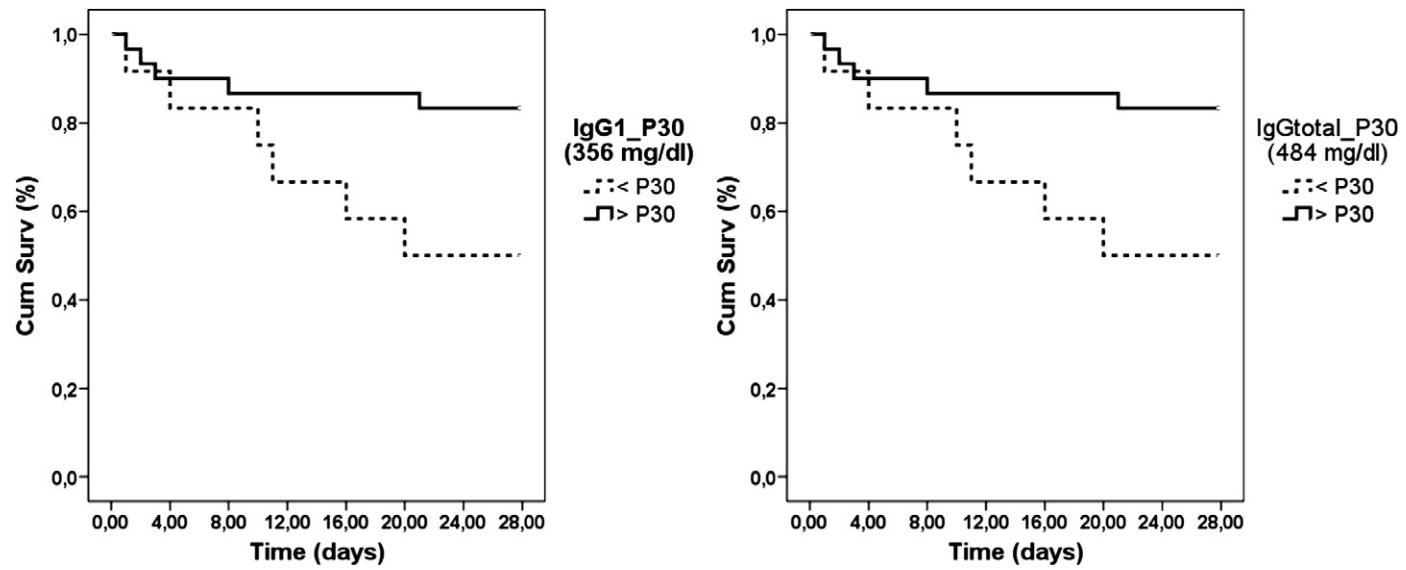 1,0
0,8
0,6
0,4
0,2
0,0
Cum Surv (%)
0,00 4,00 8,00 12,00 16,00 20,00 24,00 28,00
Time (days)
IgG1_P30
(356 mg/dl)
< P30
> P30
1,0
0,8
0,6
0,4
0,2
0,0
Cum Surv (%)
0,00 4,00 8,00 12,00 16,00 20,00 24,00 28,00
Time (days)
IgGtotal_P30
(484 mg/dl)
< P30
> P30